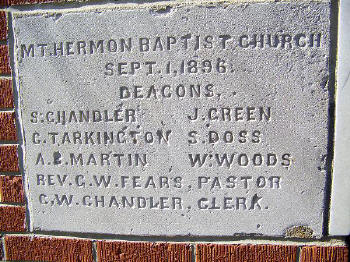 MT. HERMON BAPTIST CHURCH
SEPT. 1, 1896.
DEACONS,
S. CHANDLER J. GREEN
C. TARKINGTON S. DOSS
A. B. MARTIN W. WOODS
REV. G. W. FEARS, PASTOR
C. W. CHANDLER, CLERK.